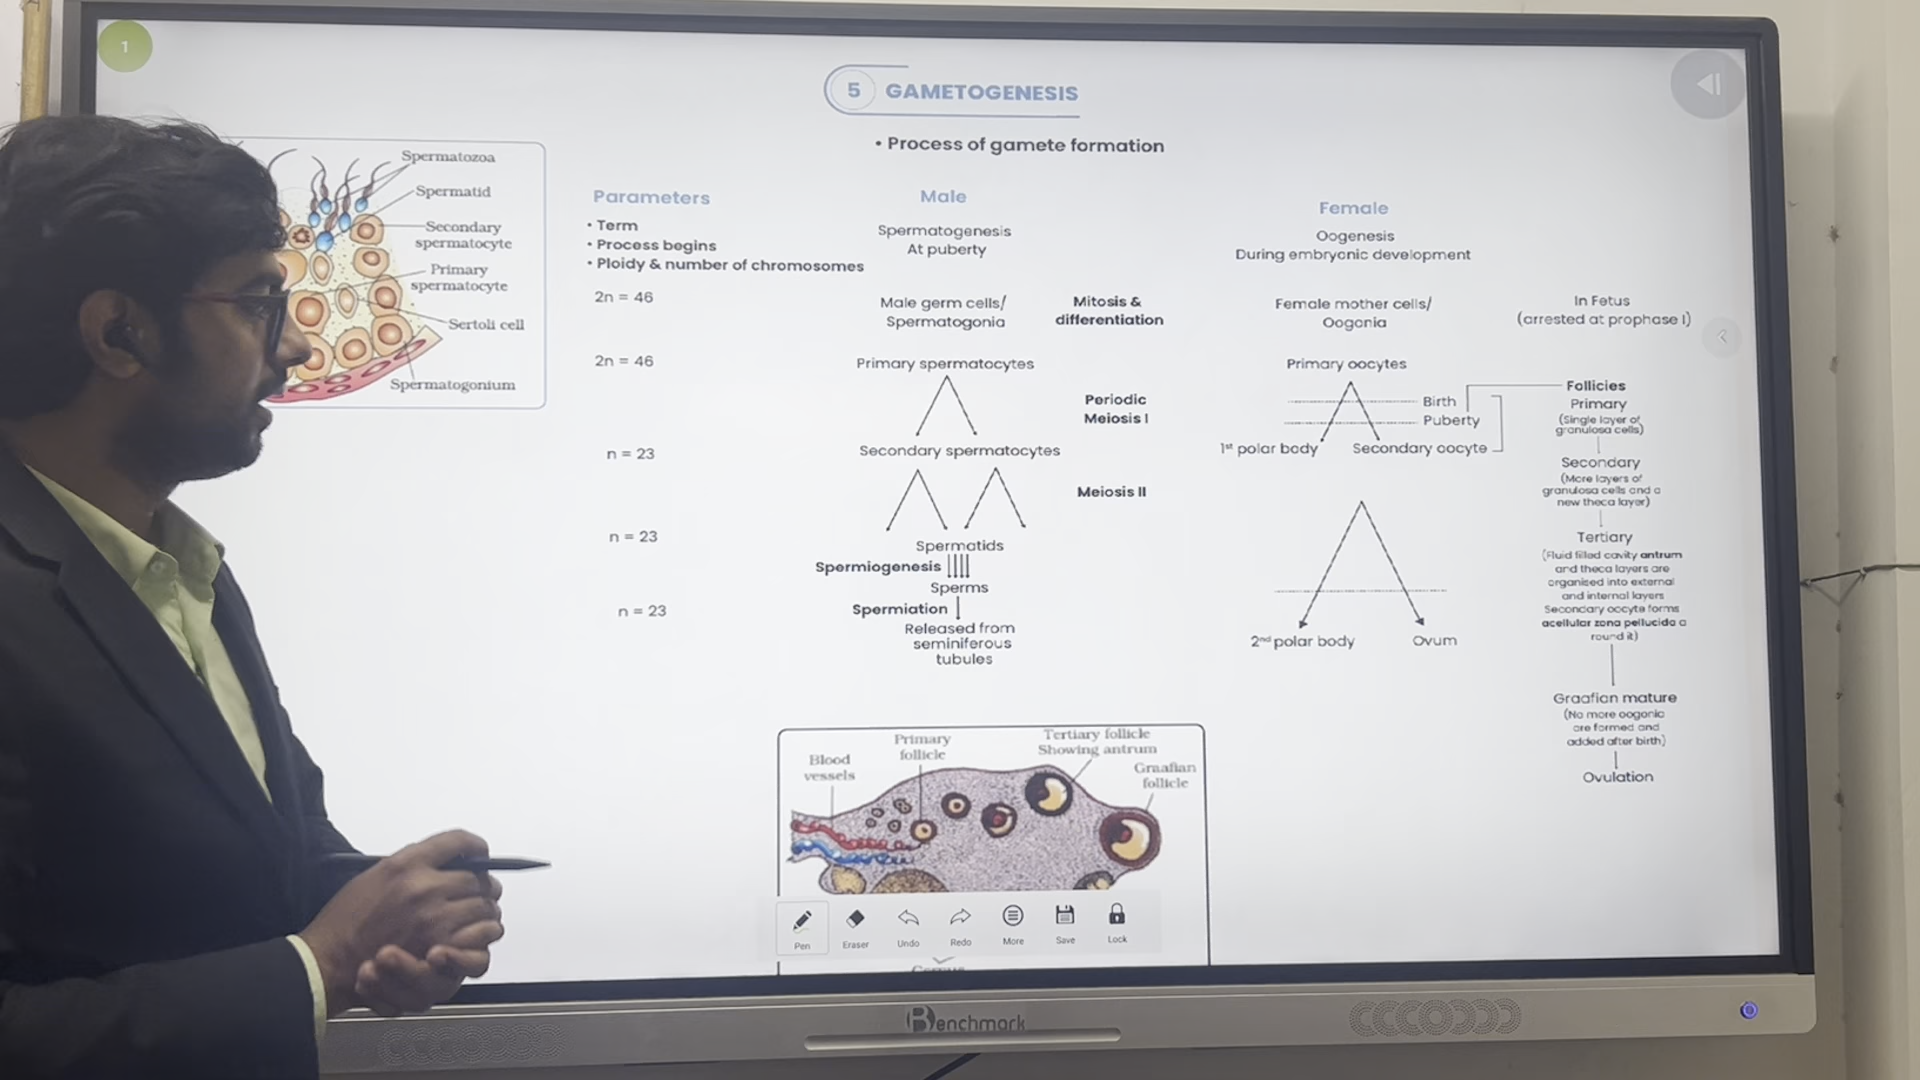 1
5 GAMETOGENESIS
• Process of gamete formation
Spermatozoa
Spermatid
Secondary
spermatocyte
Primary
spermatocyte
Sertoli cell
Spermatogonium
Parameters
• Term
• Process begins
• Ploidy & number of chromosomes
2n = 46
2n = 46
n = 23
n = 23
n = 23
Male
Spermatogenesis
At puberty
Male germ cells/
Spermatogonia
Primary spermatocytes
Secondary spermatocytes
Spermatids
Spermiogenesis
Sperms
Spermiation
Released from
seminiferous
tubules
Mitosis &
differentiation
Periodic
Meiosis I
Meiosis II
Female
Oogenesis
During embryonic development
Female mother cells/
Oogonia
Primary oocytes
Birth
Puberty
1st polar body
Secondary oocyte
2nd polar body
Ovum
In Fetus
(arrested at prophase I)
Follicies
Primary
(Single layer of
granulosa cells)
Secondary
(More layers of
granulosa cells and a
new theca layer)
Tertiary
(Fluid filled cavity antrum
and theca layers are
organised into external
and internal layers
Secondary oocyte forms
acellular zona pellucida a
round it)
Graafian mature
(No more oogonia
are formed and
added after birth)
Ovulation
Blood
vessels
Primary
follicle
Tertiary follicle
Showing antrum
Graafian
follicle
Pen
Eraser
Undo
Redo
More
Save
Lock
Benchmark